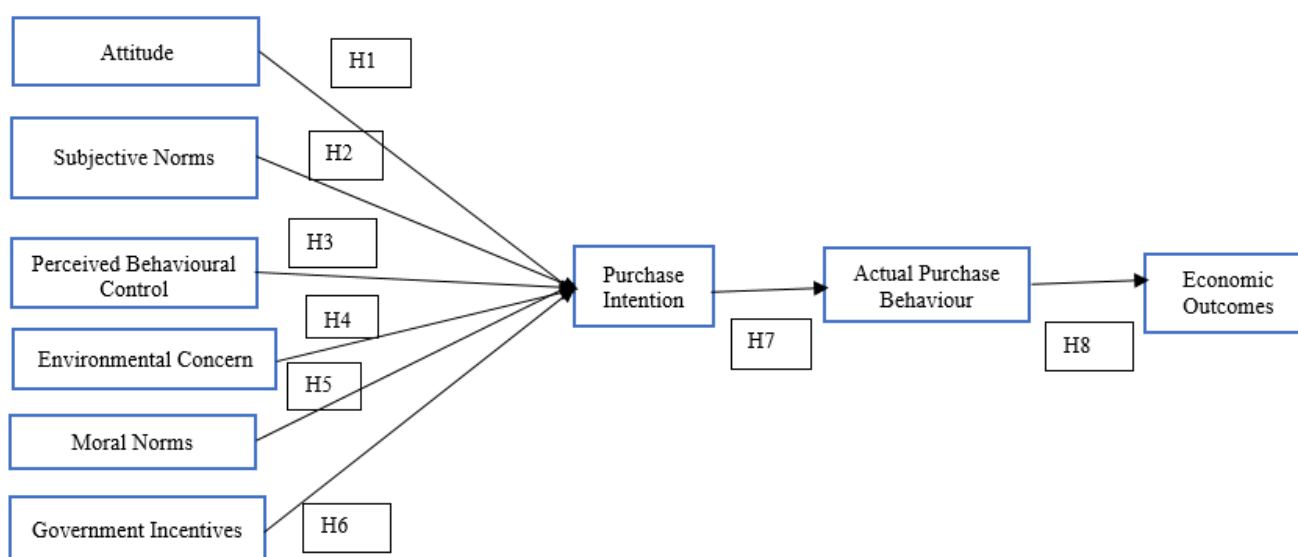 Attitude
H1
Subjective Norms
H2
Perceived Behavioural
Control
H3
Environmental Concern
H4
Moral Norms
H5
Government Incentives
H6
Purchase
Intention
H7
Actual Purchase
Behaviour
H8
Economic
Outcomes